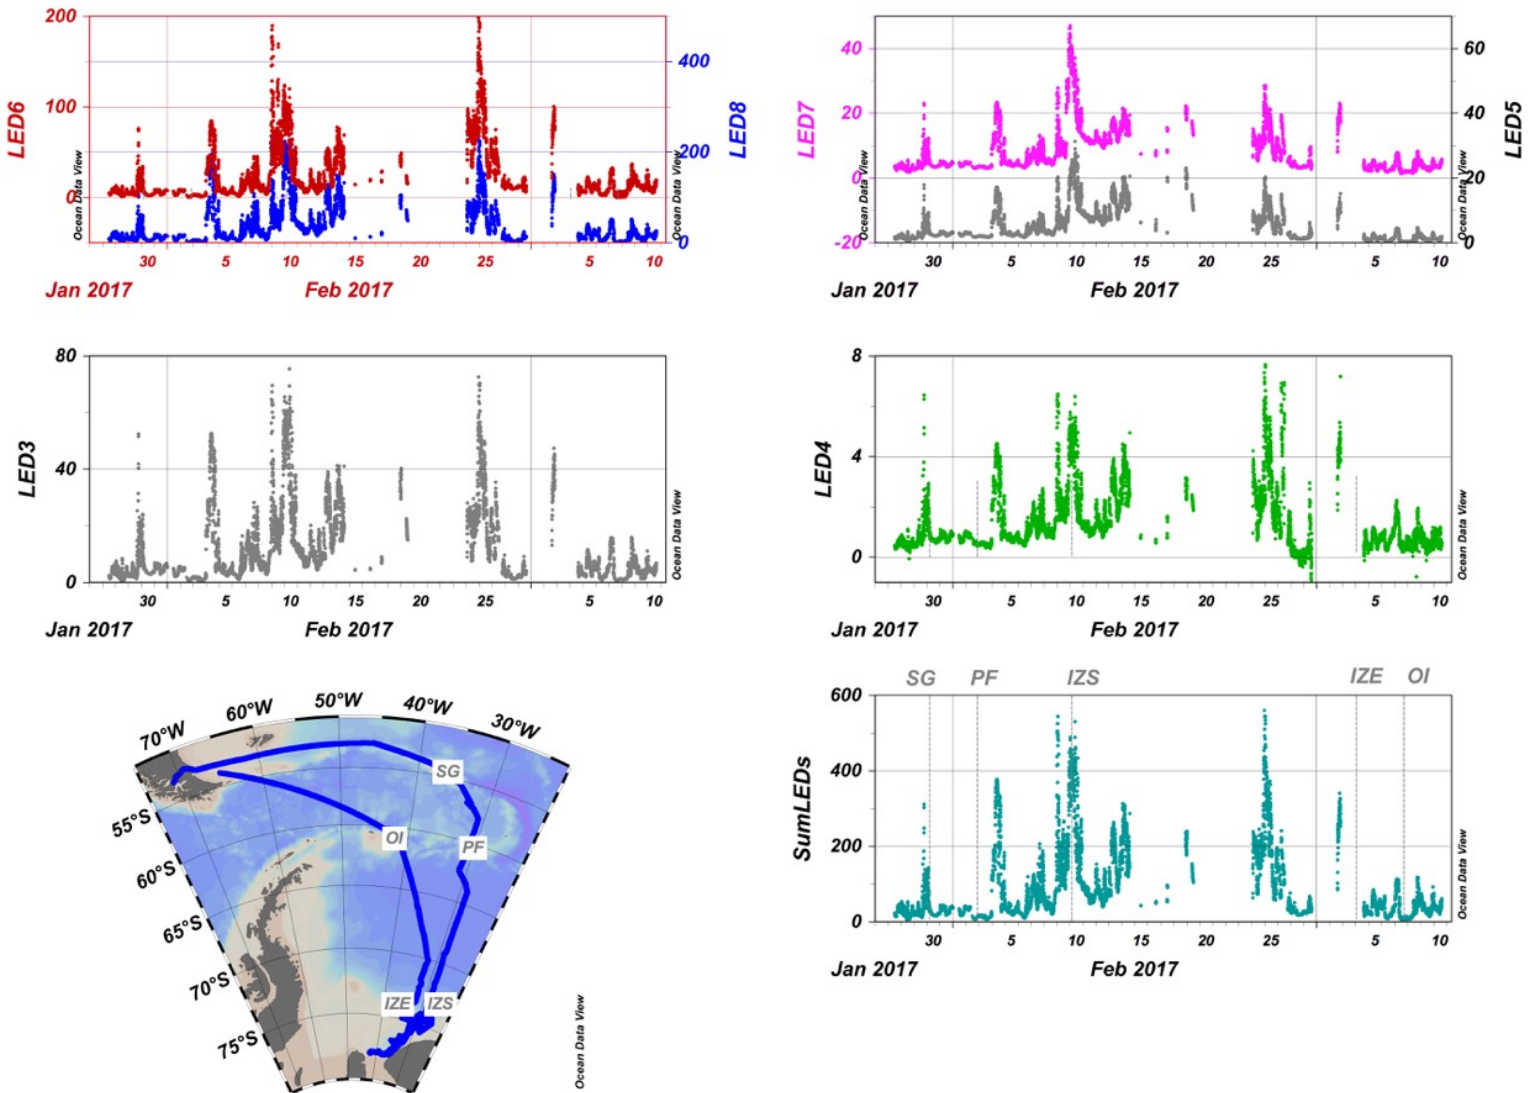 200
400
100
200
0
0
LED6
LED8
Ocean Data View
Ocean Data View
30 5 10 15 20 25 5 10
Jan 2017 Feb 2017
40
60
20
40
0
20
-20
0
LED7
LED5
Ocean Data View
30 5 10 15 20 25 5 10
Jan 2017 Feb 2017
80
40
0
LED3
Ocean Data View
30 5 10 15 20 25 5 10
Jan 2017 Feb 2017
8
4
0
LED4
Ocean Data View
30 5 10 15 20 25 5 10
Jan 2017 Feb 2017
70°W 60°W 50°W 40°W 30°W
55°S
60°S
65°S
70°S
75°S
SG
OI
PF
IZE IZS
Ocean Data View
SG PF IZS IZE OI
600
400
200
0
SumLEDs
Ocean Data View
30 5 10 15 20 25 5 10
Jan 2017 Feb 2017